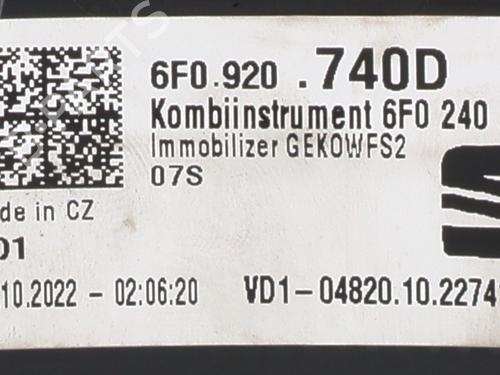 6F0.920 .740D
Kombiinstrument 6F0 240
Immobilizer GEKOWFS2
07S
de in CZ
01
.10.2022 - 02:06:20 VD1-04820.10.2274